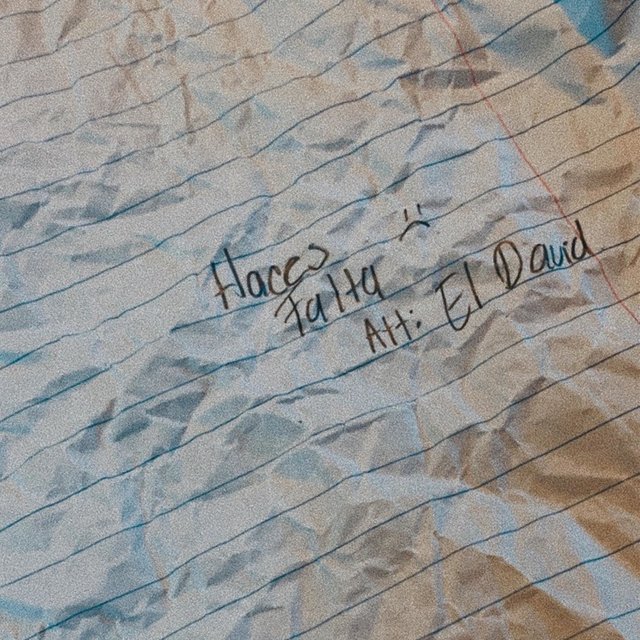 Haces :(
Falta
Att: El David